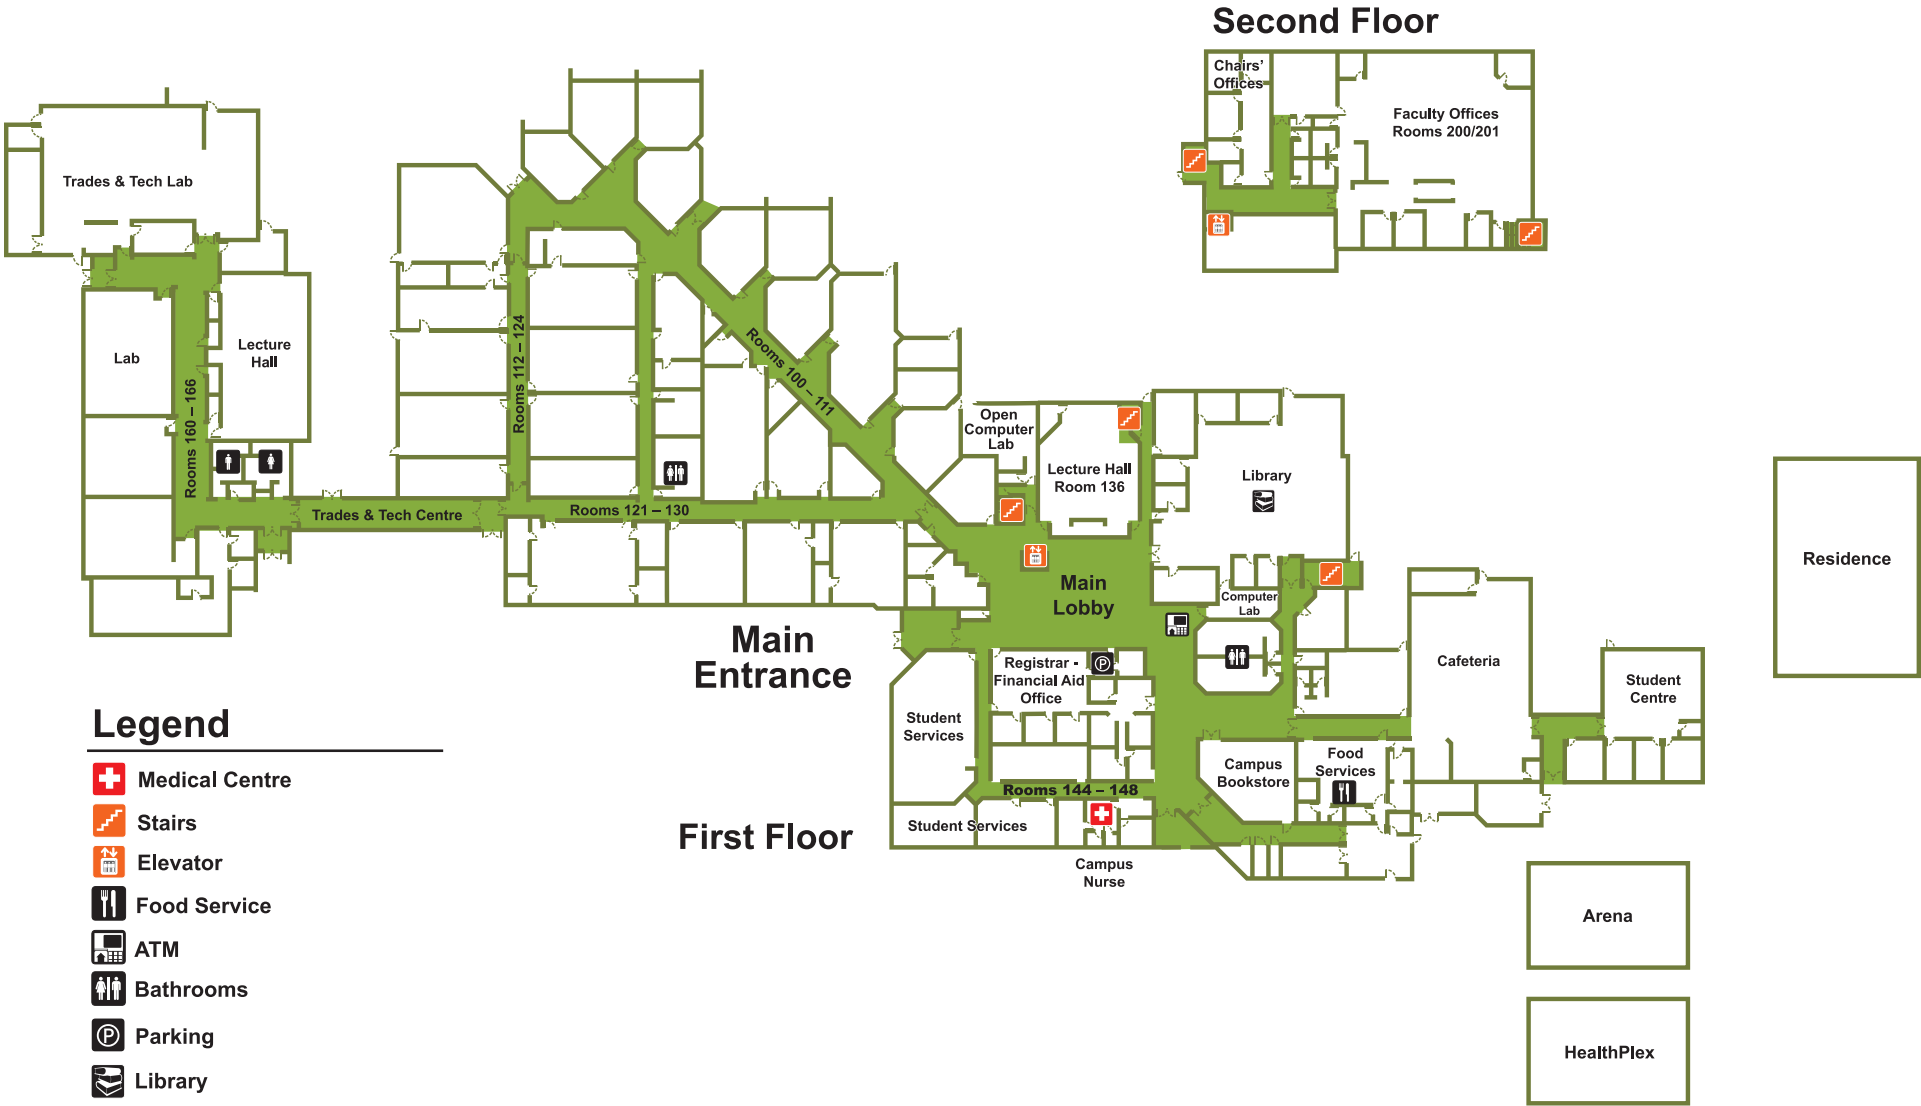 Second Floor
Chairs'
Offices
Faculty Offices
Rooms 200/201
Trades & Tech Lab
Lab
Lecture
Hall
Rooms 160 – 166
Trades & Tech Centre
Rooms 112 – 124
Rooms 121 – 130
Rooms 100 – 111
Open
Computer
Lab
Lecture Hall
Room 136
Library
Main
Lobby
Computer
Lab
Residence
Cafeteria
Student
Centre
Main
Entrance
Registrar -
Financial Aid
Office
Student
Services
Campus
Bookstore
Food
Services
Rooms 144 – 148
Student Services
Campus
Nurse
First Floor
Arena
HealthPlex
Legend
Medical Centre
Stairs
Elevator
Food Service
ATM
Bathrooms
Parking
Library